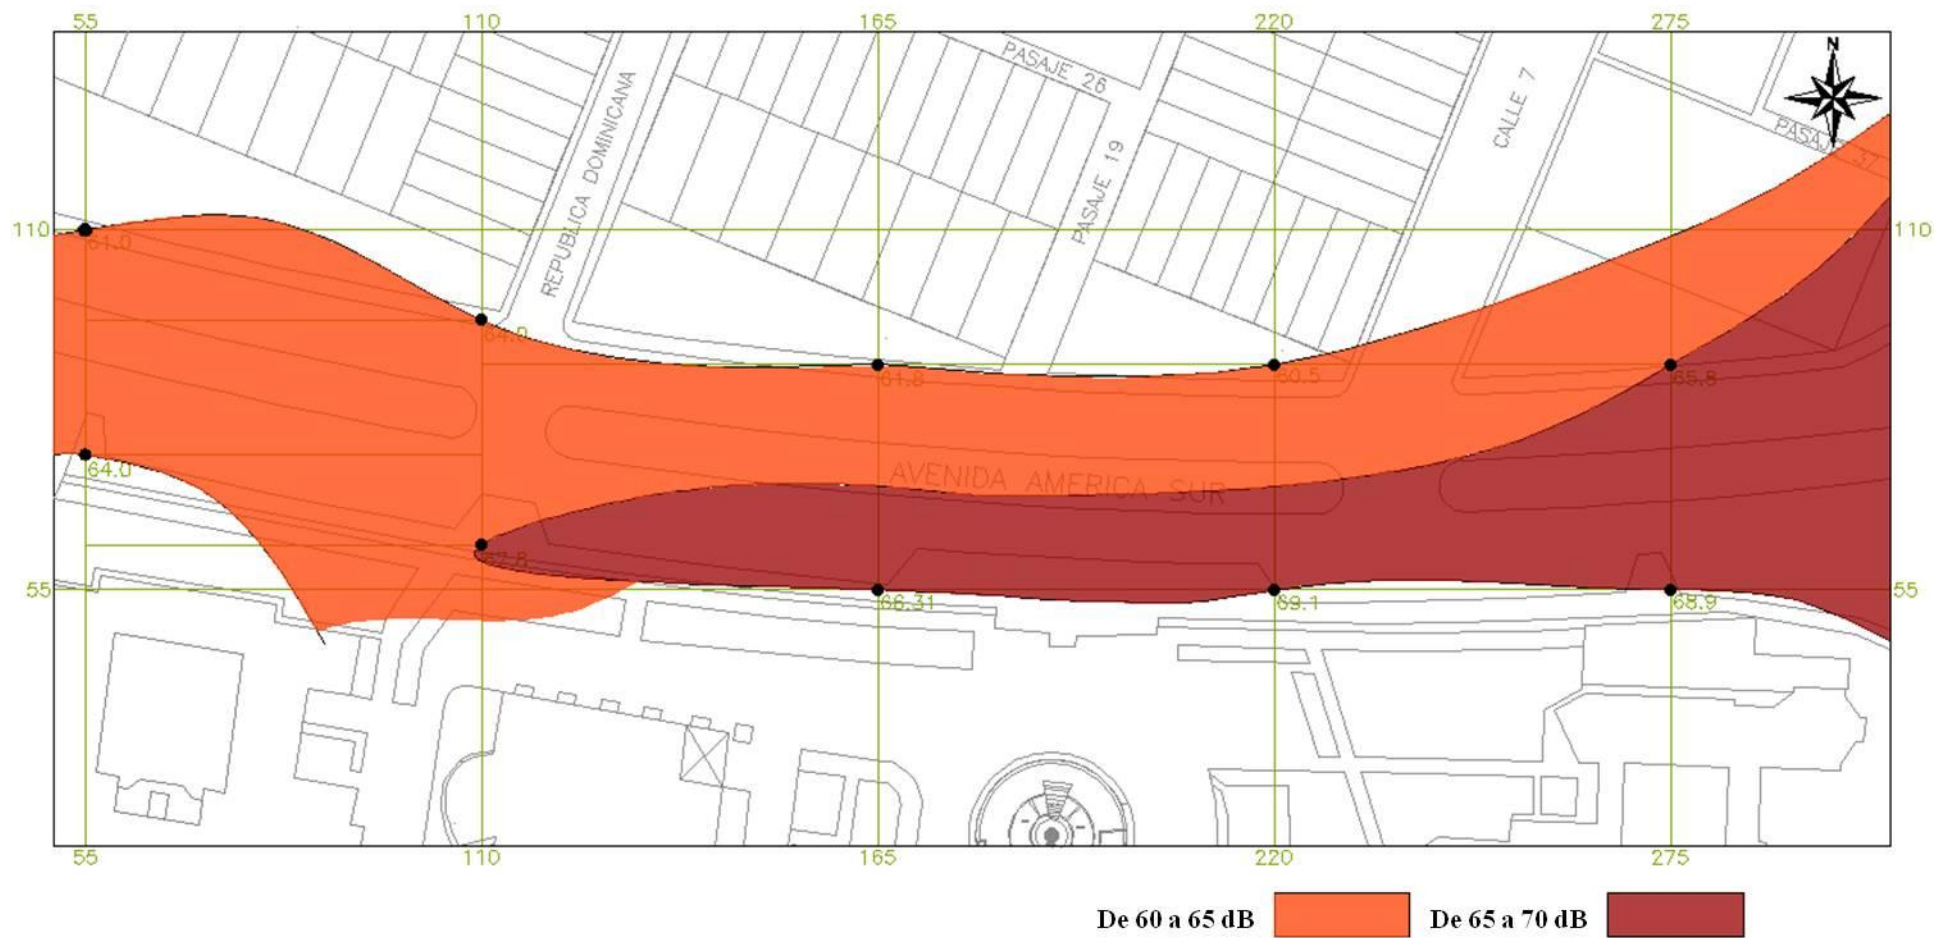 55 110 165 220 275
N
PASAJE 26
REPUBLICA DOMINICANA
CALLE 7
PASAJE 37
PASAJE 19
110 61.0 110
64.0
61.8 60.5 65.8
64.0
AVENIDA AMERICA SUR
67.8
55 66.31 69.1 68.9 55
55 110 165 220 275
De 60 a 65 dB De 65 a 70 dB